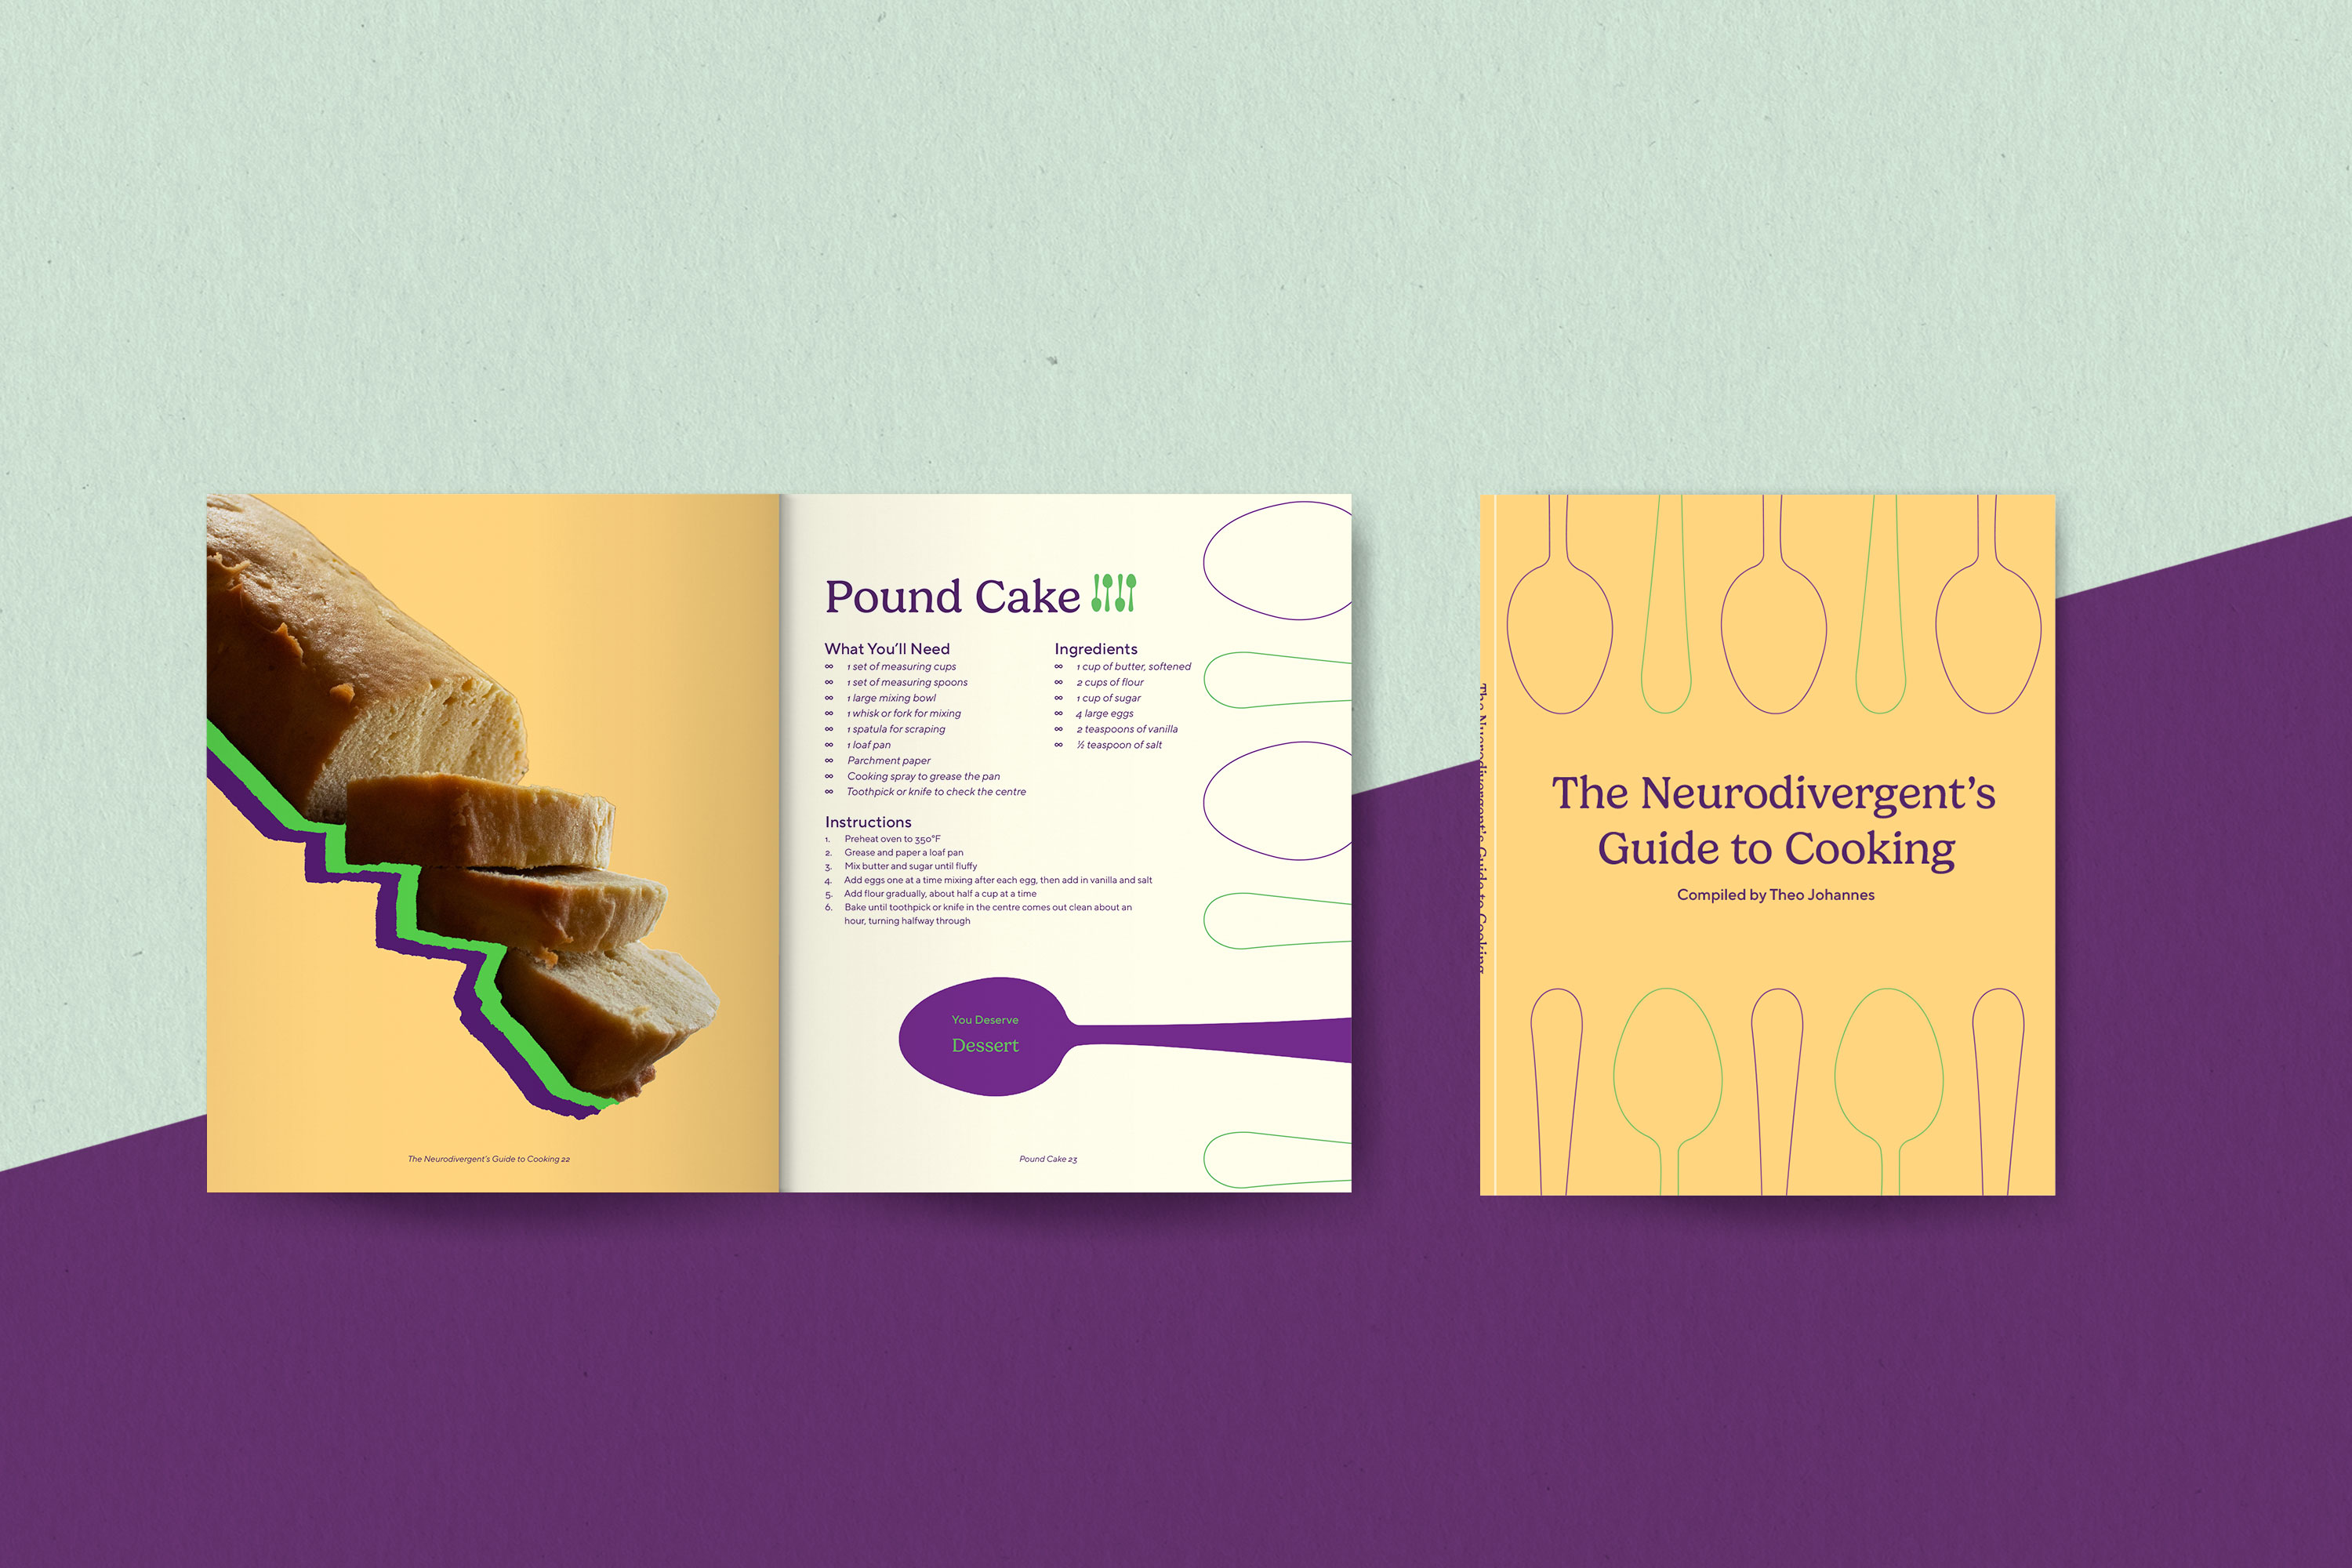 Pound Cake
What You’ll Need
∞ 1 set of measuring cups
∞ 1 set of measuring spoons
∞ 1 large mixing bowl
∞ 1 whisk or fork for mixing
∞ 1 spatula for scraping
∞ 1 loaf pan
∞ Parchment paper
∞ Cooking spray to grease the pan
∞ Toothpick or knife to check the centre
Ingredients
∞ 1 cup of butter, softened
∞ 2 cups of flour
∞ 1 cup of sugar
∞ 4 large eggs
∞ 2 teaspoons of vanilla
∞ ½ teaspoon of salt
Instructions
1. Preheat oven to 350°F
2. Grease and paper a loaf pan
3. Mix butter and sugar until fluffy
4. Add eggs one at a time mixing after each egg, then add in vanilla and salt
5. Add flour gradually, about half a cup at a time
6. Bake until toothpick or knife in the centre comes out clean about an
hour, turning halfway through
You Deserve
Dessert
The Neurodivergent’s Guide to Cooking 22
Pound Cake 23
The Neurodivergent’s Guide to Cooking
The Neurodivergent’s
Guide to Cooking
Compiled by Theo Johannes